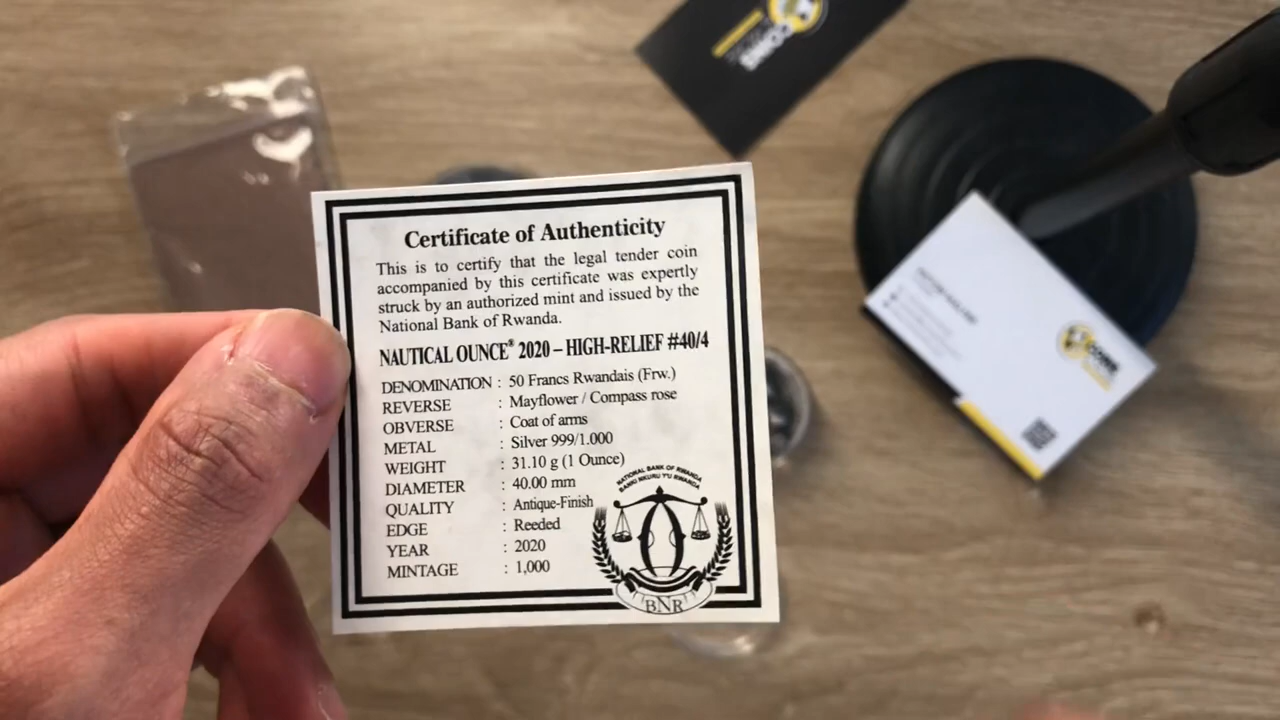 Certificate of Authenticity
This is to certify that the legal tender coin
accompanied by this certificate was expertly
struck by an authorized mint and issued by the
National Bank of Rwanda.
NAUTICAL OUNCE® 2020 – HIGH-RELIEF #40/4
DENOMINATION : 50 Francs Rwandais (Frw.)
REVERSE : Mayflower / Compass rose
OBVERSE : Coat of arms
METAL : Silver 999/1.000
WEIGHT : 31.10 g (1 Ounce)
DIAMETER : 40.00 mm
QUALITY : Antique-Finish
EDGE : Reeded
YEAR : 2020
MINTAGE : 1,000
NATIONAL BANK OF RWANDA
BANKI NKURU Y'U RWANDA
BNR
COINS